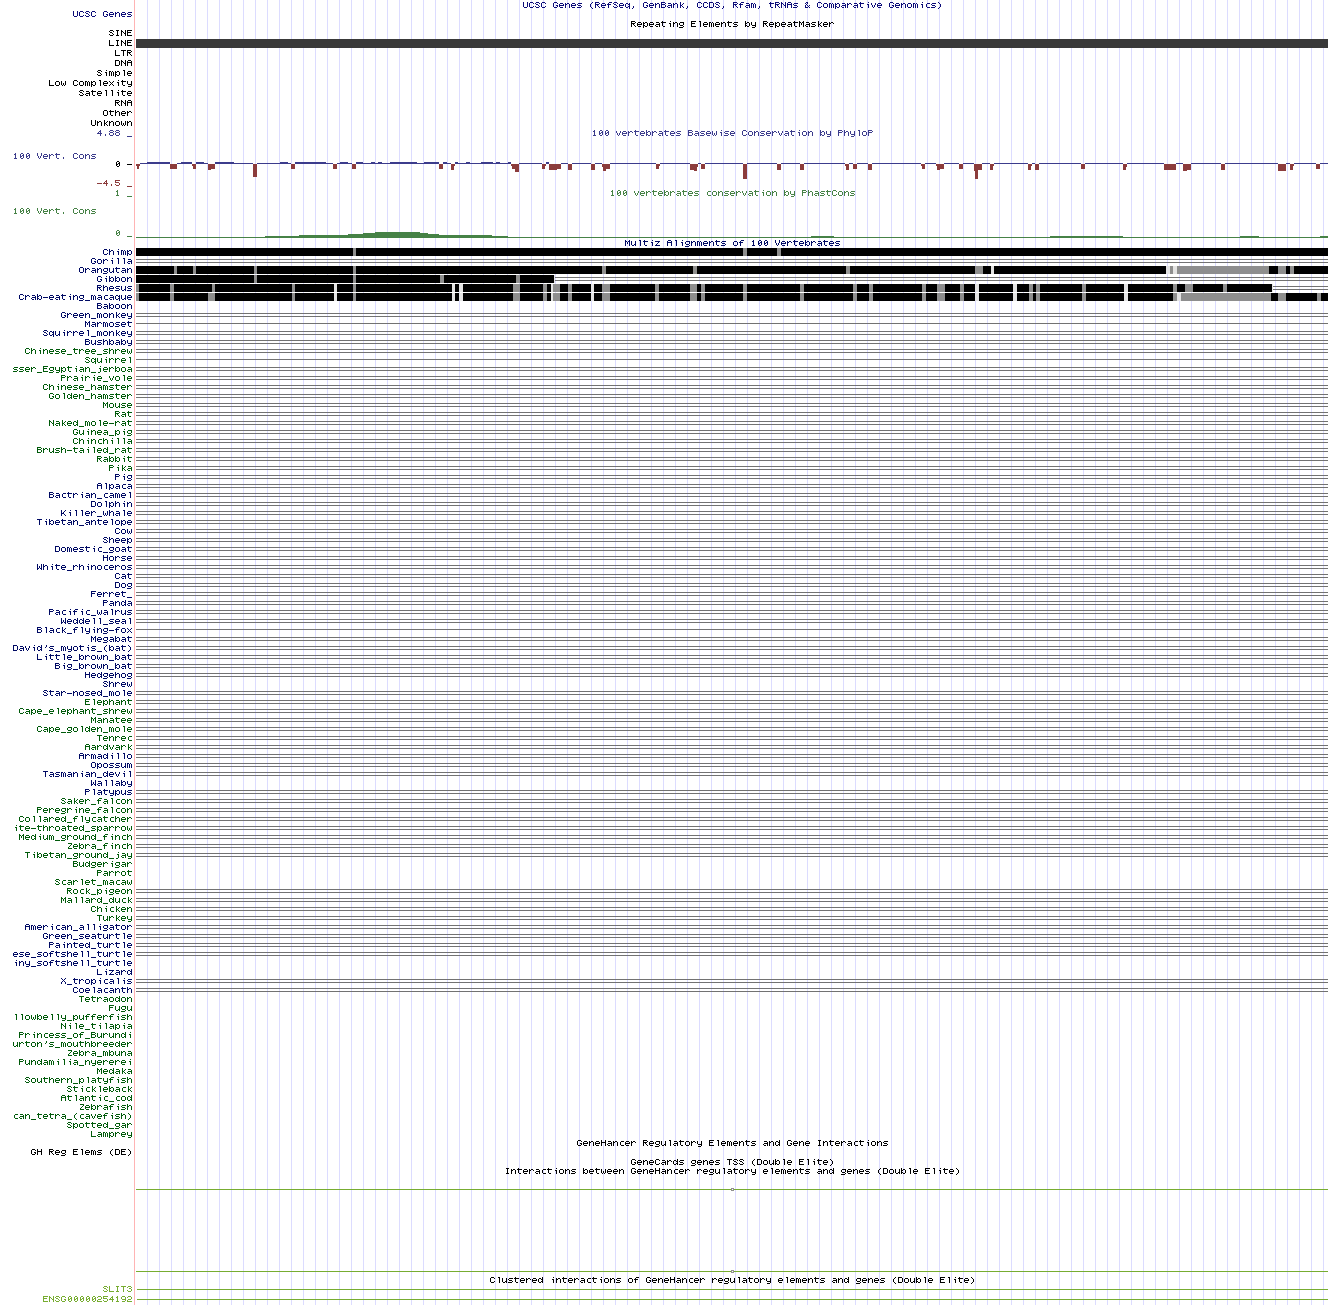 UCSC Genes (RefSeq, GenBank, CCDS, Rfam, tRNAs & Comparative Genomics)
UCSC Genes
Repeating Elements by RepeatMasker
SINE
LINE
LTR
DNA
Simple
Low Complexity
Satellite
RNA
Other
Unknown
4.88 _
100 vertebrates Basewise Conservation by PhyloP
100 Vert. Cons
0 _
-4.5 _
1 _
100 vertebrates conservation by PhastCons
100 Vert. Cons
0 _
Multiz Alignments of 100 Vertebrates
Chimp
Gorilla
Orangutan
Gibbon
Rhesus
Crab-eating_macaque
Baboon
Green_monkey
Marmoset
Squirrel_monkey
Bushbaby
Chinese_tree_shrew
Squirrel
sser_Egyptian_jerboa
Prairie_vole
Chinese_hamster
Golden_hamster
Mouse
Rat
Naked_mole-rat
Guinea_pig
Chinchilla
Brush-tailed_rat
Rabbit
Pika
Pig
Alpaca
Bactrian_camel
Dolphin
Killer_whale
Tibetan_antelope
Cow
Sheep
Domestic_goat
Horse
White_rhinoceros
Cat
Dog
Ferret_
Panda
Pacific_walrus
Weddell_seal
Black_flying-fox
Megabat
David's_myotis_(bat)
Little_brown_bat
Big_brown_bat
Hedgehog
Shrew
Star-nosed_mole
Elephant
Cape_elephant_shrew
Manatee
Cape_golden_mole
Tenrec
Aardvark
Armadillo
Opossum
Tasmanian_devil
Wallaby
Platypus
Saker_falcon
Peregrine_falcon
Collared_flycatcher
ite-throated_sparrow
Medium_ground_finch
Zebra_finch
Tibetan_ground_jay
Budgerigar
Parrot
Scarlet_macaw
Rock_pigeon
Mallard_duck
Chicken
Turkey
American_alligator
Green_seaturtle
Painted_turtle
ese_softshell_turtle
iny_softshell_turtle
Lizard
X_tropicalis
Coelacanth
Tetraodon
Fugu
llowbelly_pufferfish
Nile_tilapia
Princess_of_Burundi
urton's_mouthbreeder
Zebra_mbuna
Pundamilia_nyererei
Medaka
Southern_platyfish
Stickleback
Atlantic_cod
Zebrafish
can_tetra_(cavefish)
Spotted_gar
Lamprey
GeneHancer Regulatory Elements and Gene Interactions
GH Reg Elems (DE)
GeneCards genes TSS (Double Elite)
Interactions between GeneHancer regulatory elements and genes (Double Elite)
Clustered interactions of GeneHancer regulatory elements and genes (Double Elite)
SLIT3
ENSG00000254192